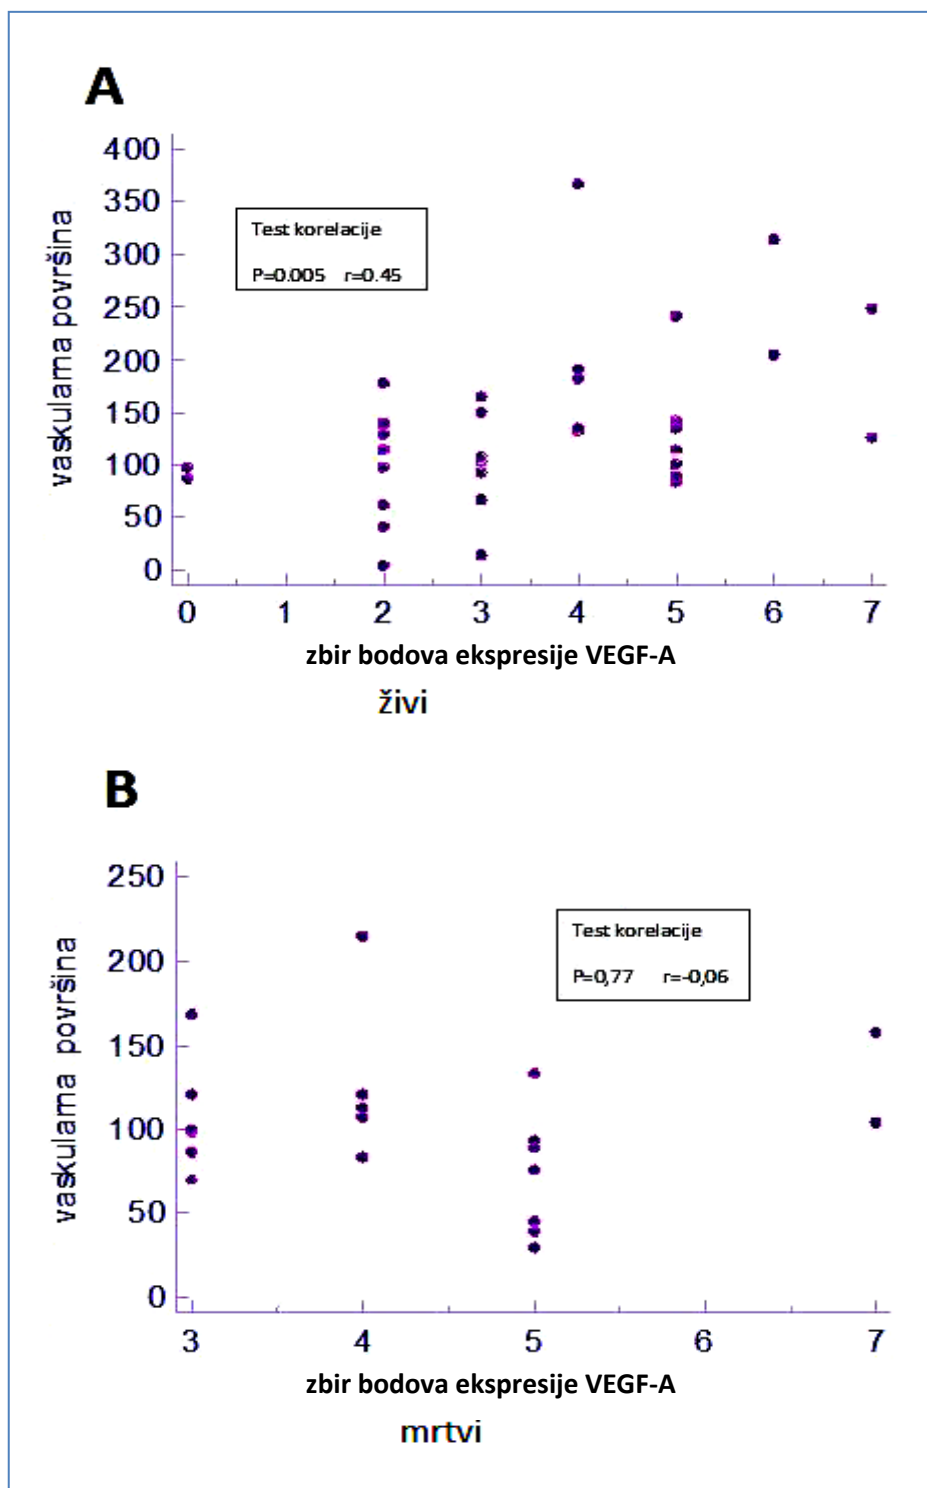 A
400
350
300
250
200
150
100
50
0
vaskularna površina
Test korelacije
P=0.005 r=0.45
0 1 2 3 4 5 6 7
zbir bodova ekspresije VEGF-A
živi
B
250
200
150
100
50
0
vaskularna površina
Test korelacije
P=0,77 r=-0,06
3 4 5 6 7
zbir bodova ekspresije VEGF-A
mrtvi